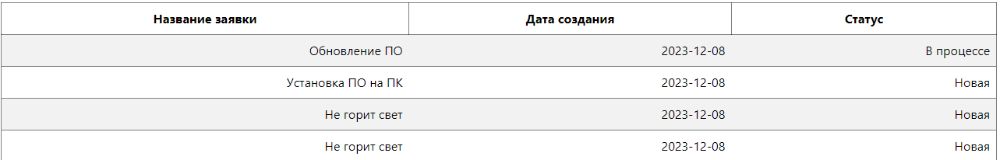 Название заявки Дата создания Статус
Обновление ПО 2023-12-08 В процессе
Установка ПО на ПК 2023-12-08 Новая
Не горит свет 2023-12-08 Новая
Не горит свет 2023-12-08 Новая